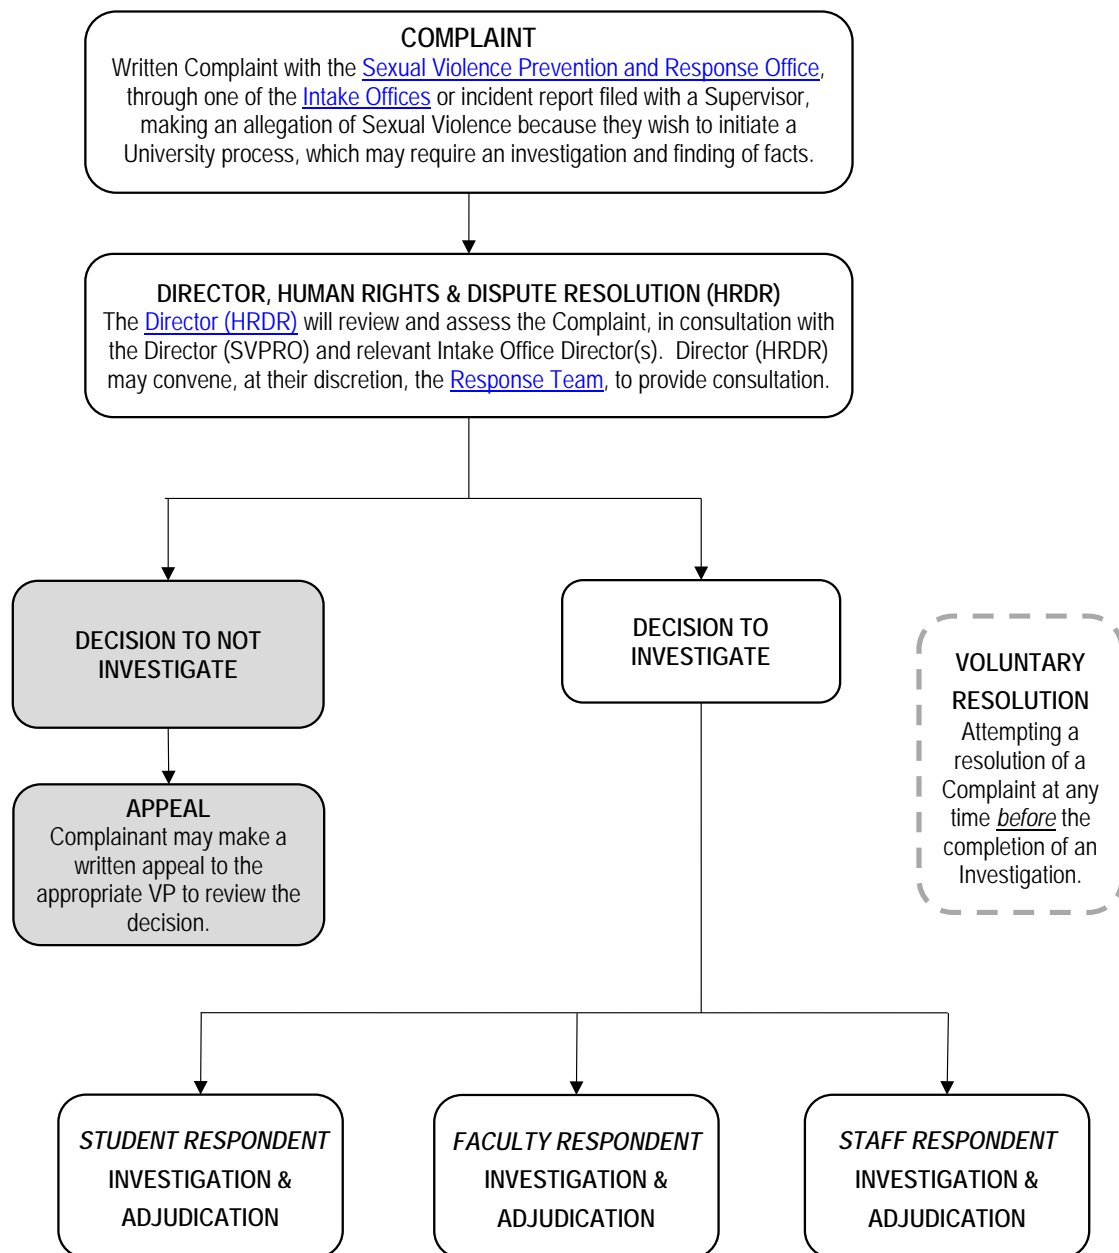 COMPLAINT
Written Complaint with the Sexual Violence Prevention and Response Office,
through one of the Intake Offices or incident report filed with a Supervisor,
making an allegation of Sexual Violence because they wish to initiate a
University process, which may require an investigation and finding of facts.
DIRECTOR, HUMAN RIGHTS & DISPUTE RESOLUTION (HRDR)
The Director (HRDR) will review and assess the Complaint, in consultation with
the Director (SVPRO) and relevant Intake Office Director(s). Director (HRDR)
may convene, at their discretion, the Response Team, to provide consultation.
DECISION TO NOT
INVESTIGATE
DECISION TO
INVESTIGATE
VOLUNTARY
RESOLUTION
Attempting a
resolution of a
Complaint at any
time before the
completion of an
Investigation.
APPEAL
Complainant may make a
written appeal to the
appropriate VP to review the
decision.
STUDENT RESPONDENT
INVESTIGATION &
ADJUDICATION
FACULTY RESPONDENT
INVESTIGATION &
ADJUDICATION
STAFF RESPONDENT
INVESTIGATION &
ADJUDICATION